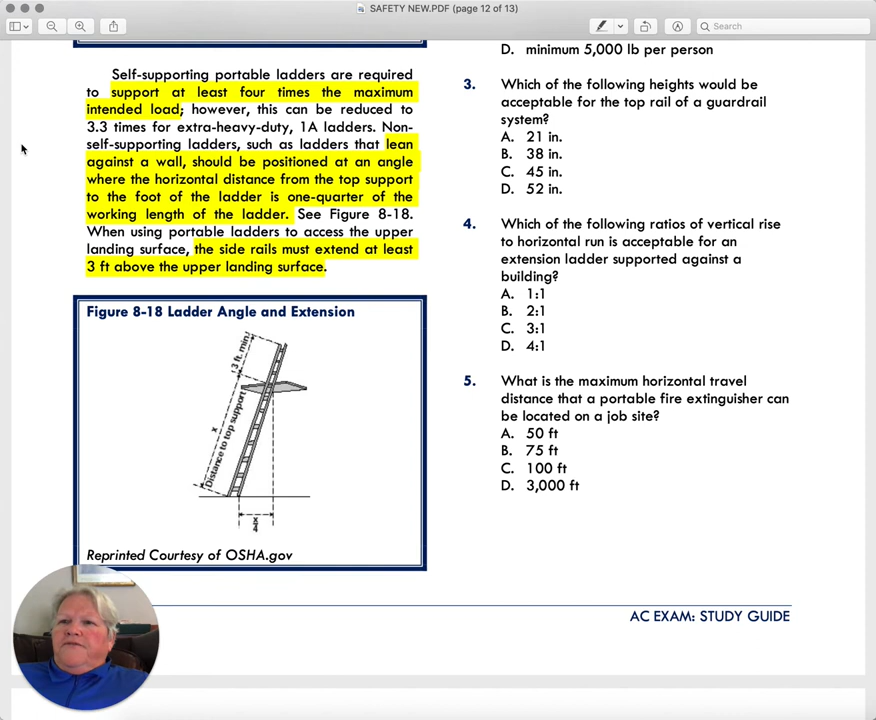 SAFETY NEW.PDF (page 12 of 13)
Search
Self-supporting portable ladders are required
to support at least four times the maximum
intended load; however, this can be reduced to
3.3 times for extra-heavy-duty, 1A ladders. Non-
self-supporting ladders, such as ladders that lean
against a wall, should be positioned at an angle
where the horizontal distance from the top support
to the foot of the ladder is one-quarter of the
working length of the ladder. See Figure 8-18.
When using portable ladders to access the upper
landing surface, the side rails must extend at least
3 ft above the upper landing surface.
Figure 8-18 Ladder Angle and Extension
3 ft. min.
x
Distance to top support
x
4
Reprinted Courtesy of OSHA.gov
D. minimum 5,000 lb per person
3. Which of the following heights would be
acceptable for the top rail of a guardrail
system?
A. 21 in.
B. 38 in.
C. 45 in.
D. 52 in.
4. Which of the following ratios of vertical rise
to horizontal run is acceptable for an
extension ladder supported against a
building?
A. 1:1
B. 2:1
C. 3:1
D. 4:1
5. What is the maximum horizontal travel
distance that a portable fire extinguisher can
be located on a job site?
A. 50 ft
B. 75 ft
C. 100 ft
D. 3,000 ft
AC EXAM: STUDY GUIDE